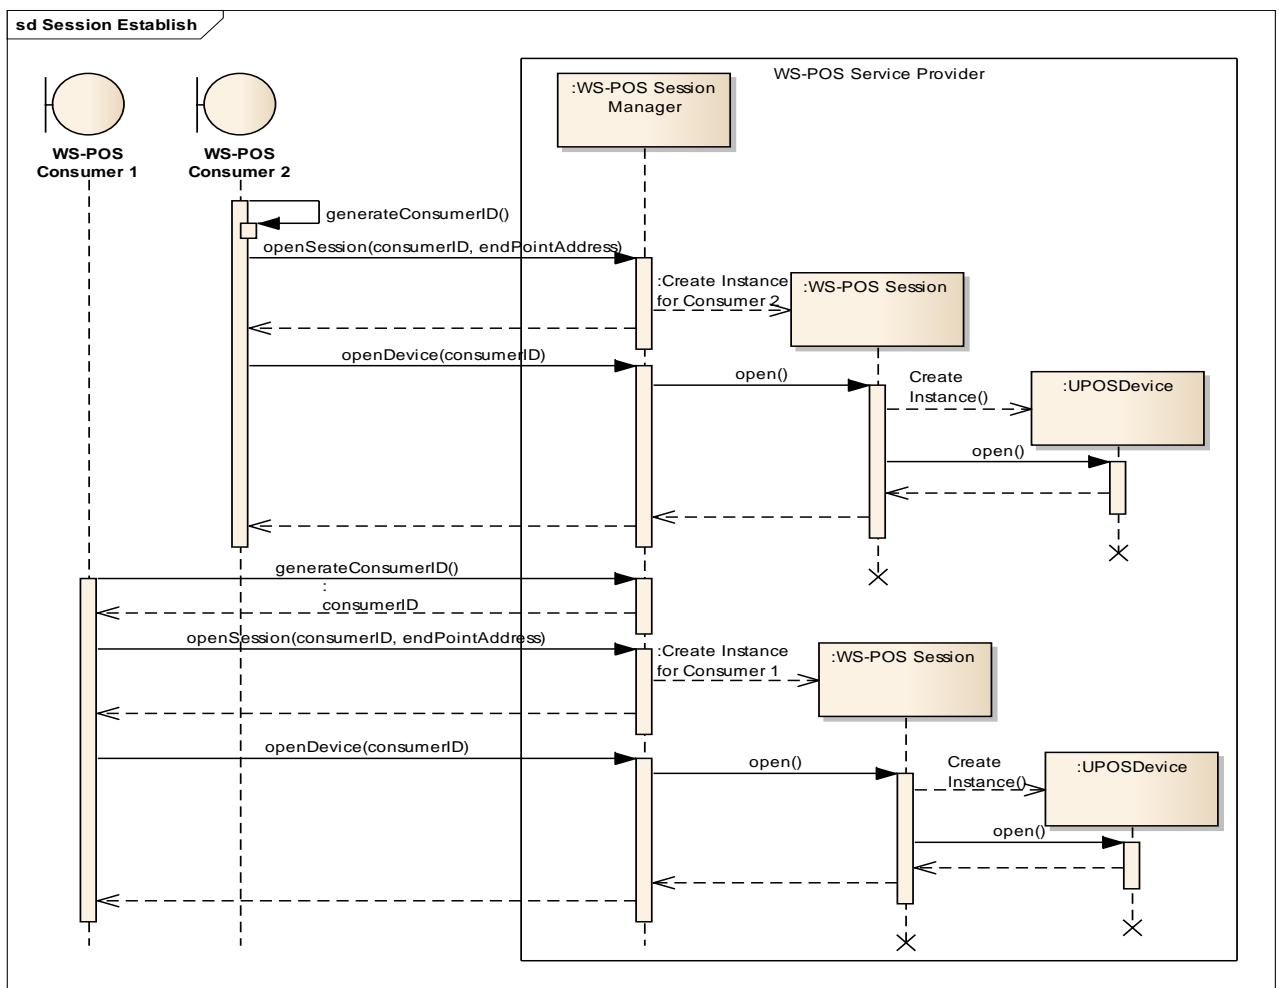 sd Session Establish
WS-POS Service Provider
:WS-POS Session
Manager
WS-POS
Consumer 1
WS-POS
Consumer 2
generateConsumerID()
openSession(consumerID, endPointAddress)
:Create Instance
for Consumer 2
:WS-POS Session
openDevice(consumerID)
open()
Create
Instance()
:UPOSDevice
open()
generateConsumerID()
:
consumerID
openSession(consumerID, endPointAddress)
:Create Instance
for Consumer 1
:WS-POS Session
openDevice(consumerID)
open()
Create
Instance()
:UPOSDevice
open()